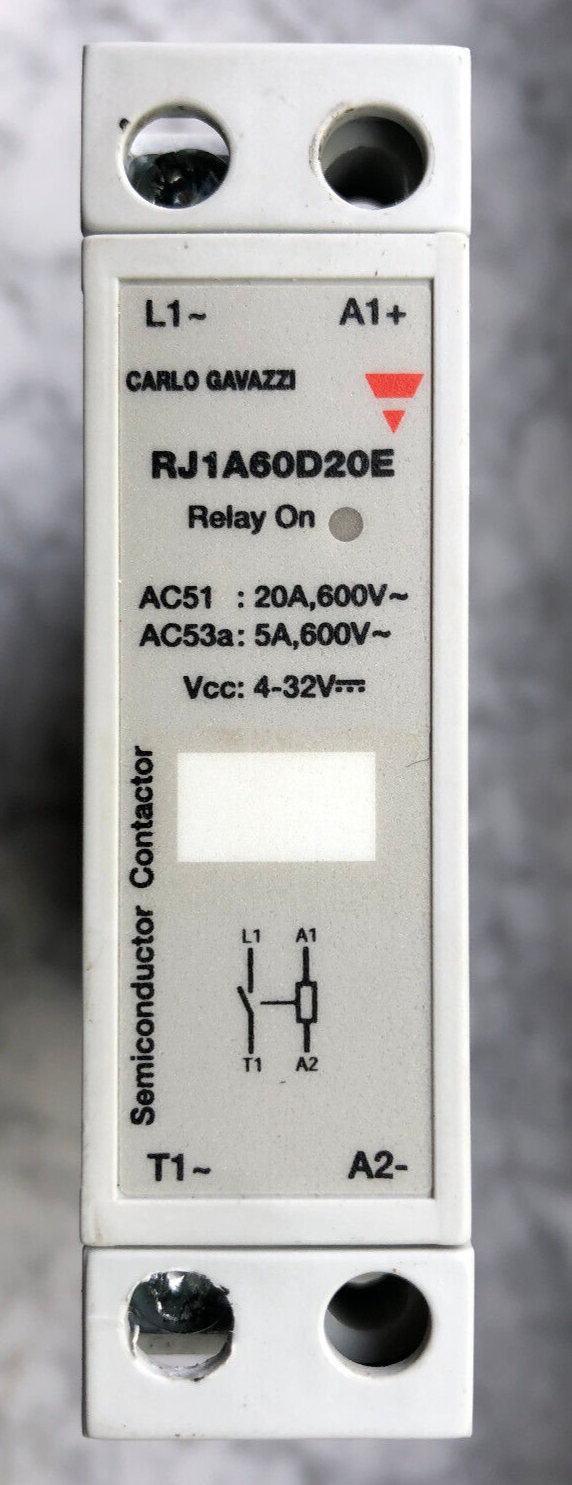 L1~ A1+
CARLO GAVAZZI
RJ1A60D20E
Relay On
AC51 : 20A,600V~
AC53a: 5A,600V~
Vcc: 4-32V⎓
Semiconductor Contactor
L1 A1
T1 A2
T1~ A2-